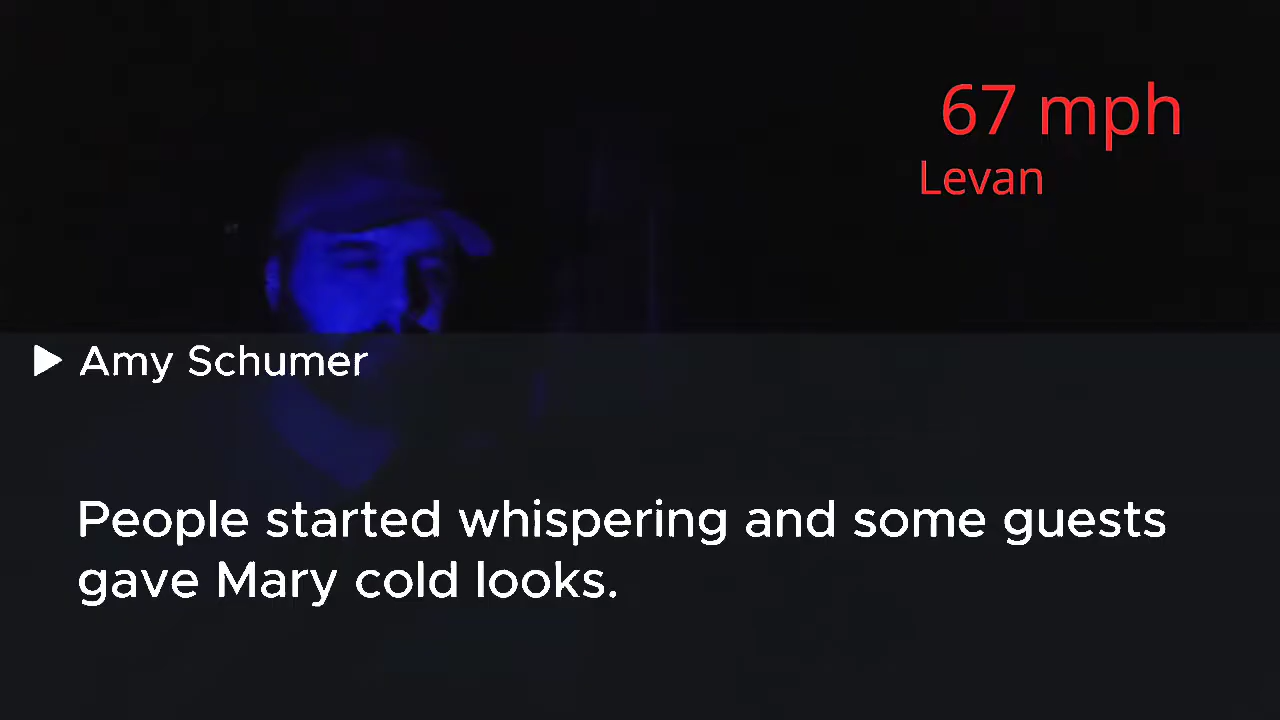 67 mph
Levan
Amy Schumer
People started whispering and some guests
gave Mary cold looks.